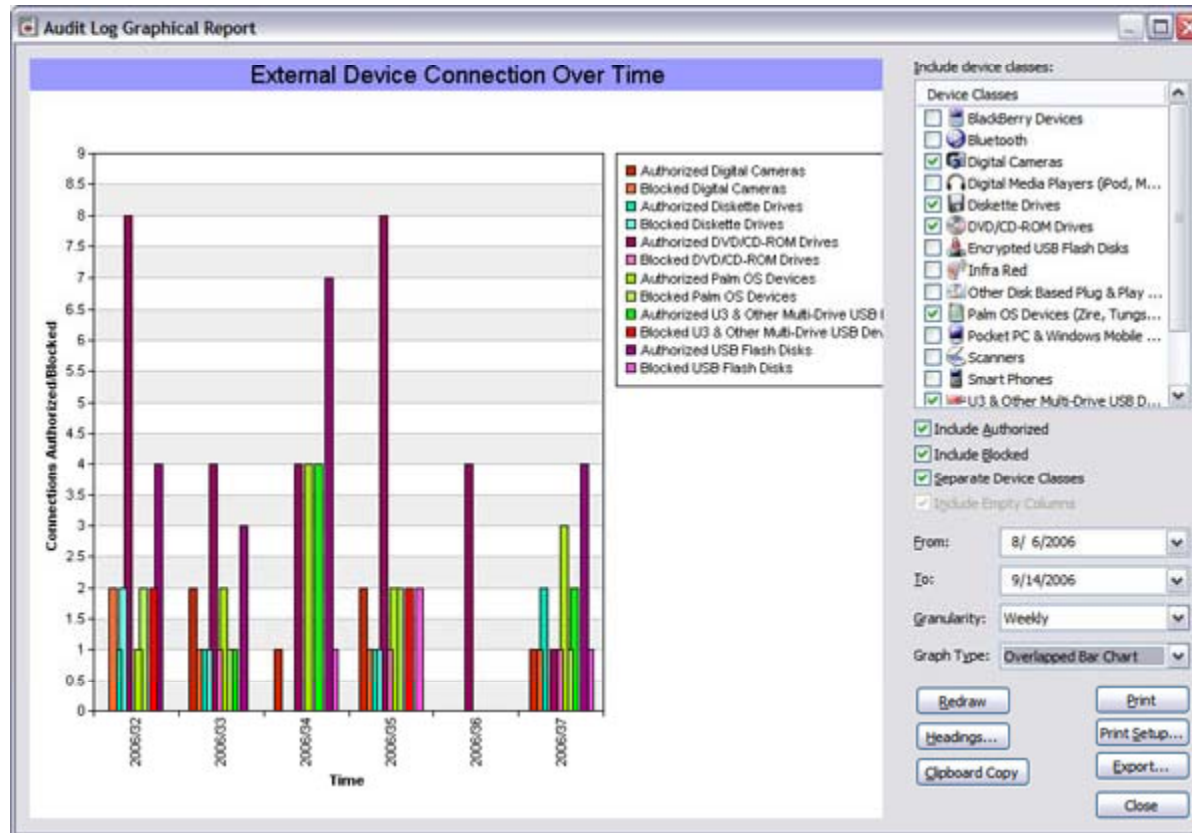 Audit Log Graphical Report
External Device Connection Over Time
9
8.5
8
7.5
7
6.5
6
5.5
5
4.5
4
3.5
3
2.5
2
1.5
1
0.5
0
Connections Authorized/Blocked
2006/32
2006/33
2006/34
2006/35
2006/36
2006/37
Time
Authorized Digital Cameras
Blocked Digital Cameras
Authorized Diskette Drives
Blocked Diskette Drives
Authorized DVD/CD-ROM Drives
Blocked DVD/CD-ROM Drives
Authorized Palm OS Devices
Blocked Palm OS Devices
Authorized U3 & Other Multi-Drive USB
Blocked U3 & Other Multi-Drive USB Dev
Authorized USB Flash Disks
Blocked USB Flash Disks
Include device classes:
Device Classes
BlackBerry Devices
Bluetooth
Digital Cameras
Digital Media Players (iPod, M...
Diskette Drives
DVD/CD-ROM Drives
Encrypted USB Flash Disks
Infra Red
Other Disk Based Plug & Play ...
Palm OS Devices (Zire, Tungs...
Pocket PC & Windows Mobile ...
Scanners
Smart Phones
U3 & Other Multi-Drive USB D...
Include Authorized
Include Blocked
Separate Device Classes
Include Empty Columns
From: 8/ 6/2006
To: 9/14/2006
Granularity: Weekly
Graph Type: Overlapped Bar Chart
Redraw
Print
Headings...
Print Setup...
Clipboard Copy
Export...
Close